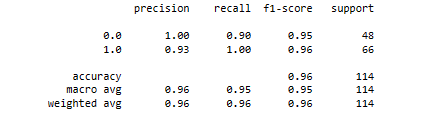 precision recall f1-score support
0.0 1.00 0.90 0.95 48
1.0 0.93 1.00 0.96 66
accuracy 0.96 114
macro avg 0.96 0.95 0.95 114
weighted avg 0.96 0.96 0.96 114